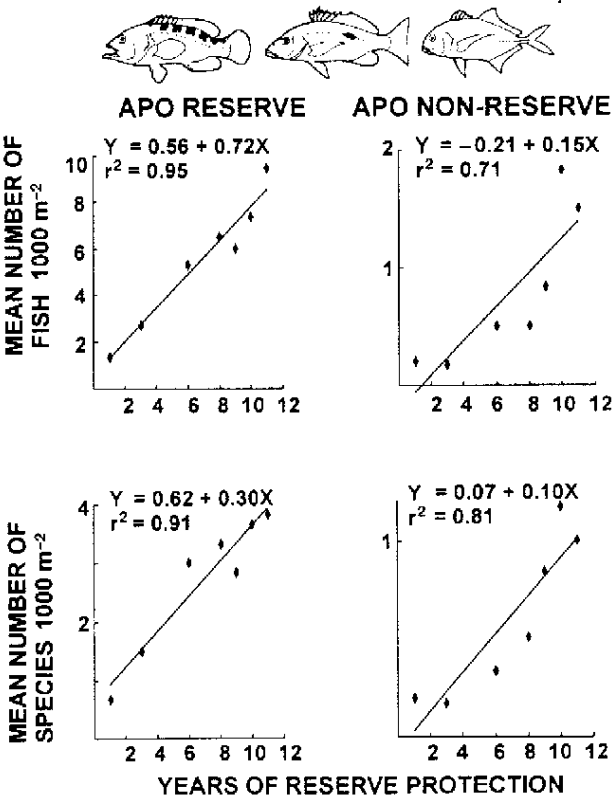 APO RESERVE
APO NON-RESERVE
MEAN NUMBER OF
FISH 1000 m⁻²
Y = 0.56 + 0.72X
r² = 0.95
10
8
6
4
2
2 4 6 8 10 12
Y = −0.21 + 0.15X
r² = 0.71
2
1
2 4 6 8 10 12
MEAN NUMBER OF
SPECIES 1000 m⁻²
Y = 0.62 + 0.30X
r² = 0.91
4
2
2 4 6 8 10 12
Y = 0.07 + 0.10X
r² = 0.81
1
2 4 6 8 10 12
YEARS OF RESERVE PROTECTION